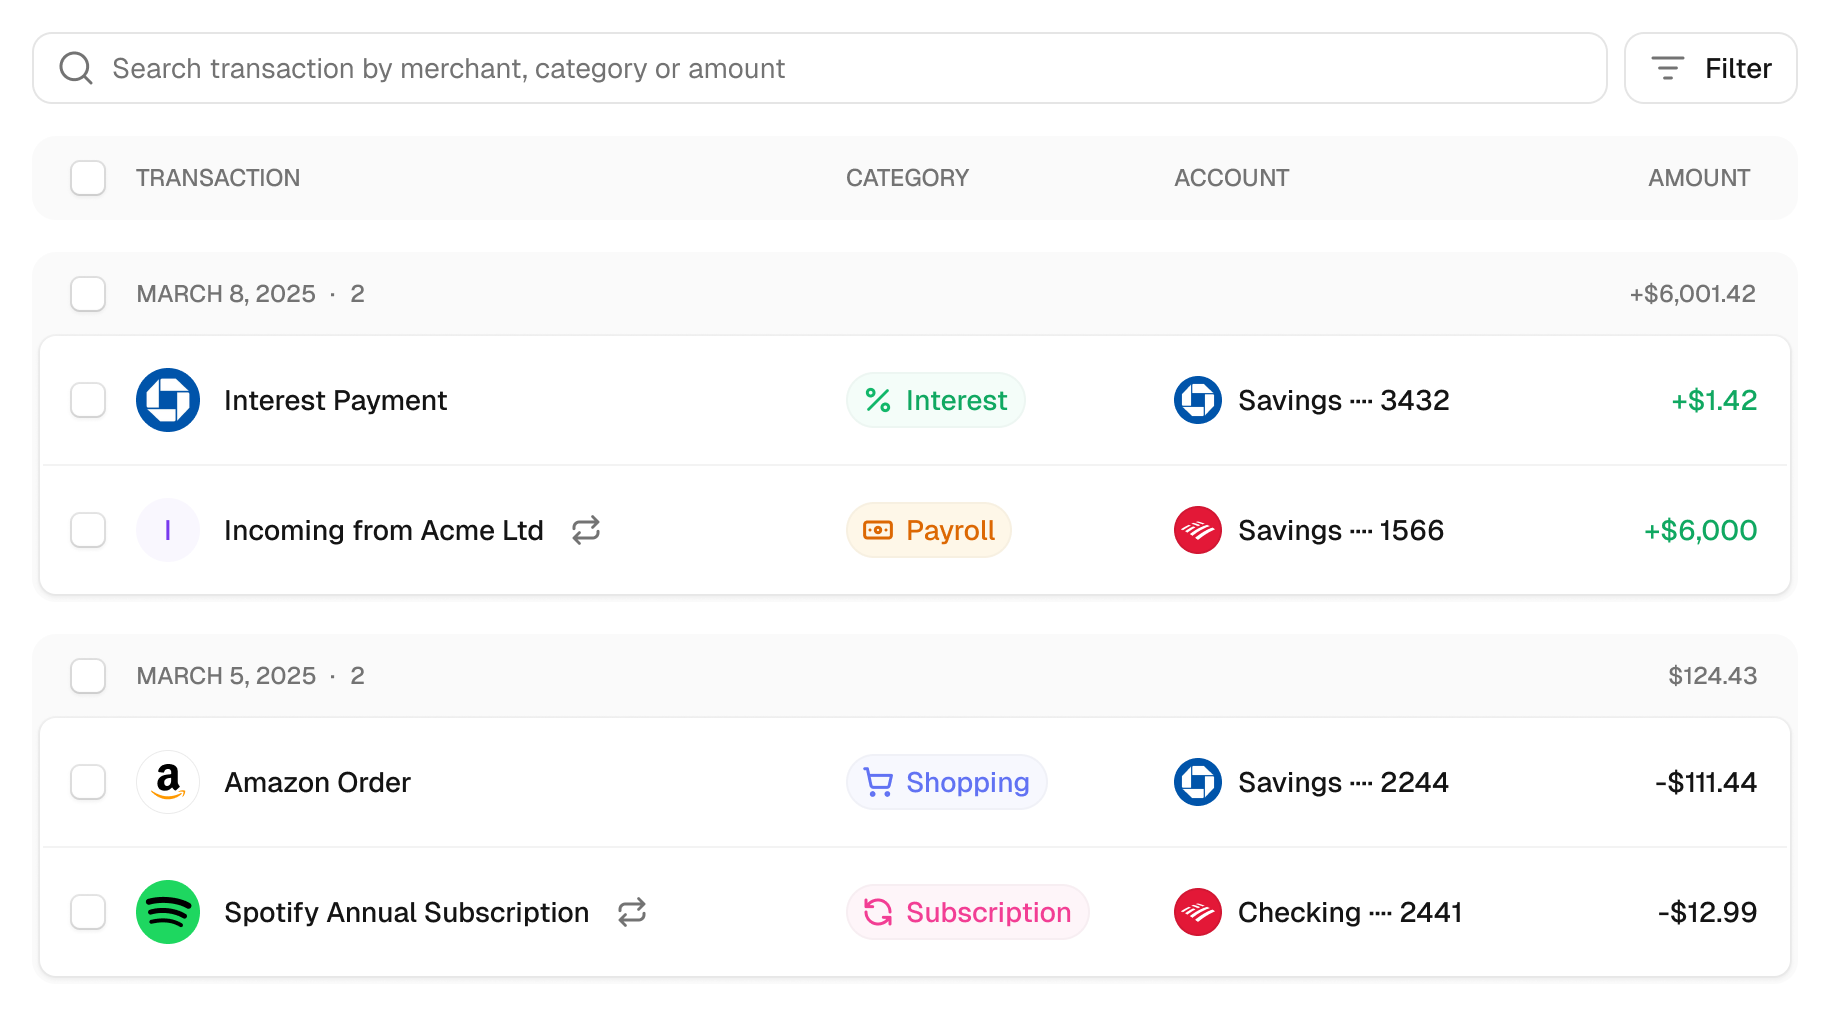 Search transaction by merchant, category or amount Filter
TRANSACTION CATEGORY ACCOUNT AMOUNT
MARCH 8, 2025 · 2 +$6,001.42
Interest Payment Interest Savings ···· 3432 +$1.42
I Incoming from Acme Ltd Payroll Savings ···· 1566 +$6,000
MARCH 5, 2025 · 2 $124.43
a Amazon Order Shopping Savings ···· 2244 -$111.44
Spotify Annual Subscription Subscription Checking ···· 2441 -$12.99